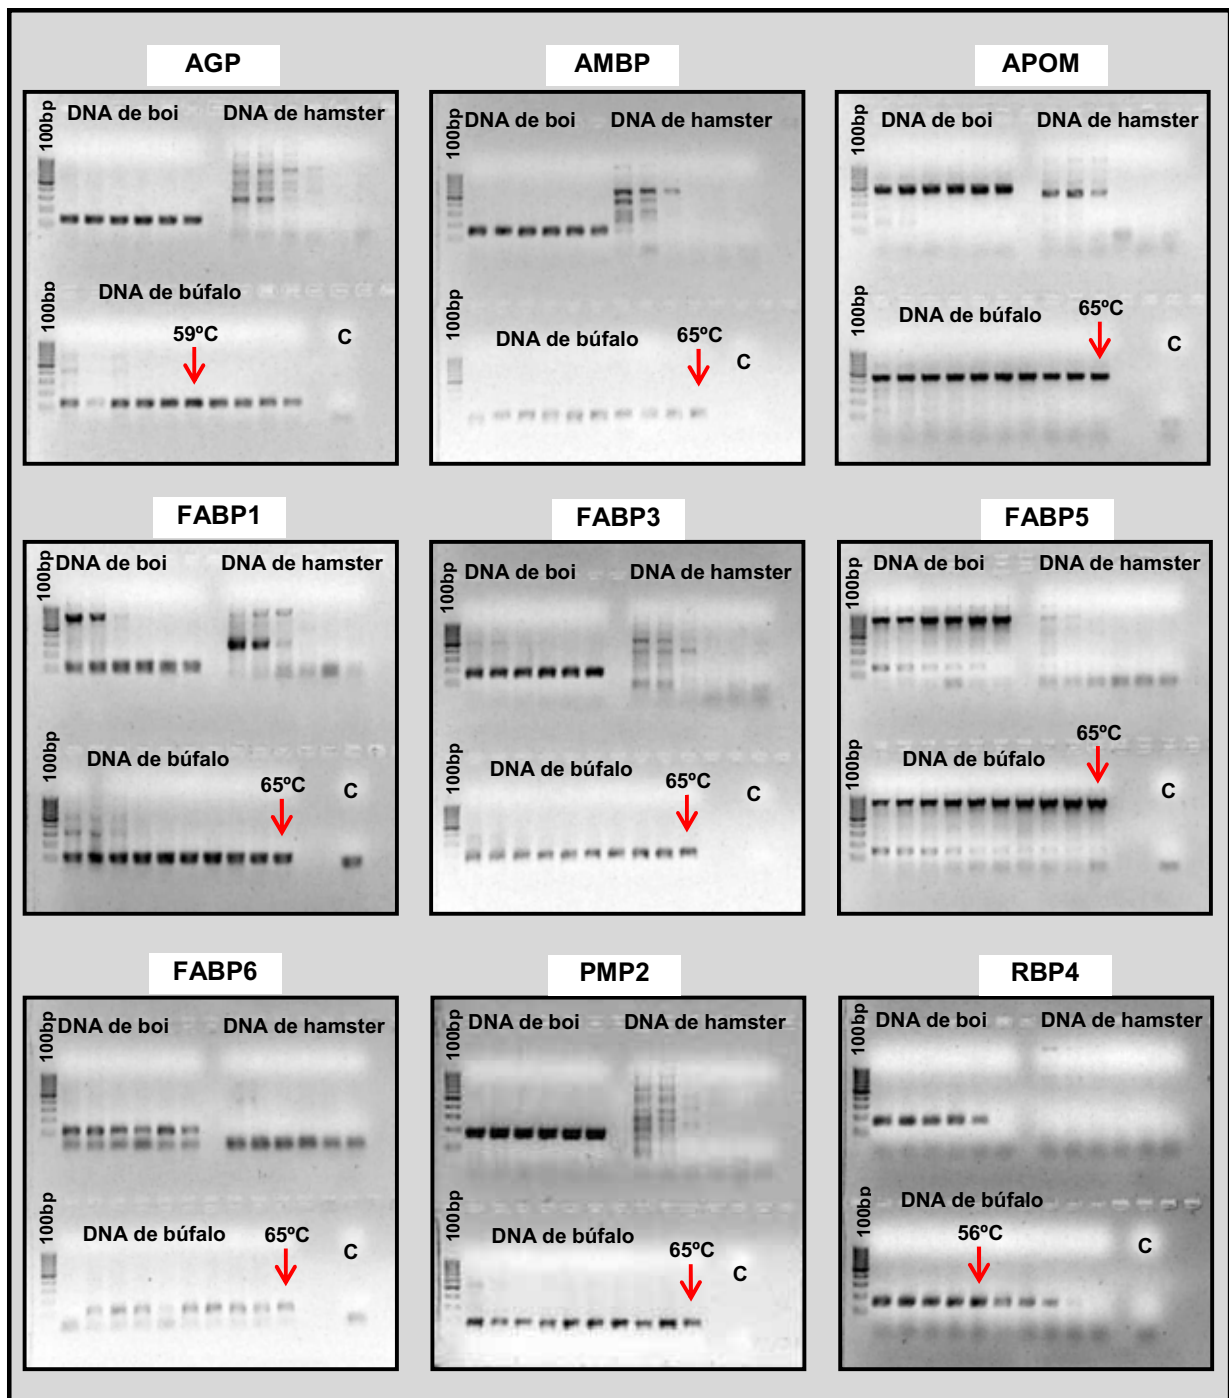 AGP
100bp
DNA de boi
DNA de hamster
100bp
DNA de búfalo
59ºC
C
AMBP
100bp
DNA de boi
DNA de hamster
100bp
DNA de búfalo
65ºC
C
APOM
100bp
DNA de boi
DNA de hamster
100bp
DNA de búfalo
65ºC
C
FABP1
100bp
DNA de boi
DNA de hamster
100bp
DNA de búfalo
65ºC
C
FABP3
100bp
DNA de boi
DNA de hamster
100bp
DNA de búfalo
65ºC
C
FABP5
100bp
DNA de boi
DNA de hamster
100bp
DNA de búfalo
65ºC
C
FABP6
100bp
DNA de boi
DNA de hamster
100bp
DNA de búfalo
65ºC
C
PMP2
100bp
DNA de boi
DNA de hamster
100bp
DNA de búfalo
65ºC
C
RBP4
100bp
DNA de boi
DNA de hamster
100bp
DNA de búfalo
56ºC
C